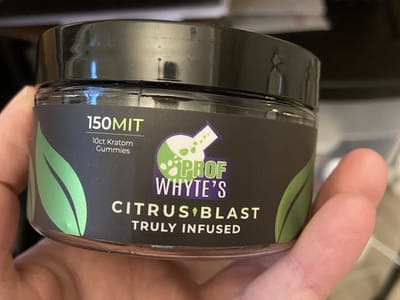 150MIT
10ct Kratom
Gummies
PROF
WHYTE'S
CITRUS BLAST
TRULY INFUSED